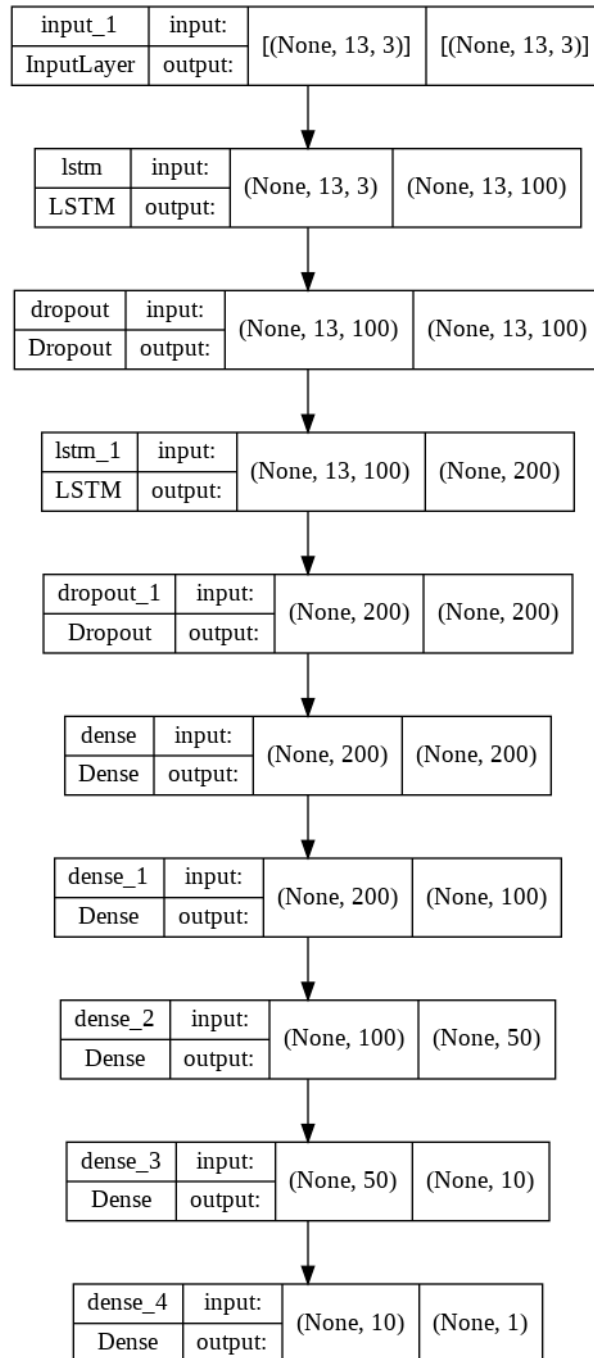 input_1 input: [(None, 13, 3)] [(None, 13, 3)]
InputLayer output:
lstm input: (None, 13, 3) (None, 13, 100)
LSTM output:
dropout input: (None, 13, 100) (None, 13, 100)
Dropout output:
lstm_1 input: (None, 13, 100) (None, 200)
LSTM output:
dropout_1 input: (None, 200) (None, 200)
Dropout output:
dense input: (None, 200) (None, 200)
Dense output:
dense_1 input: (None, 200) (None, 100)
Dense output:
dense_2 input: (None, 100) (None, 50)
Dense output:
dense_3 input: (None, 50) (None, 10)
Dense output:
dense_4 input: (None, 10) (None, 1)
Dense output: